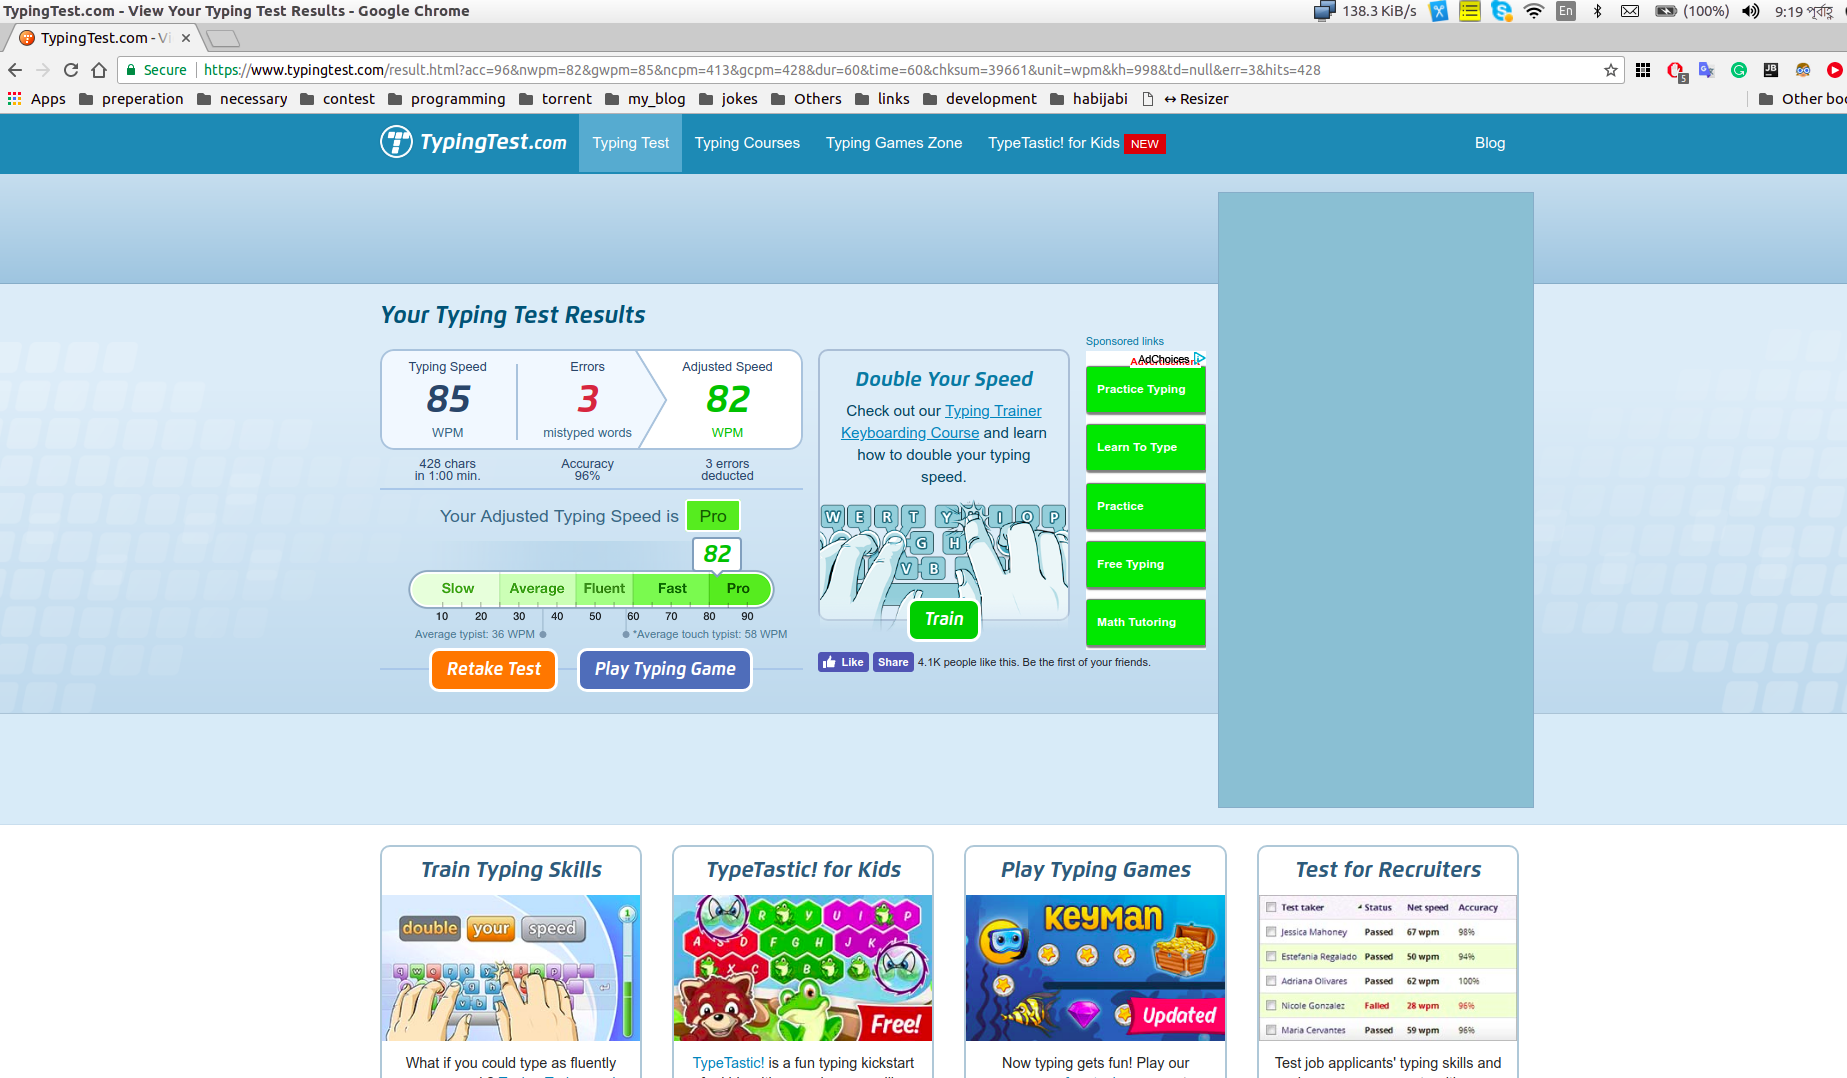 TypingTest.com - View Your Typing Test Results - Google Chrome
138.3 KiB/s
En
(100%)
9:19 পূর্বাহ্ণ
TypingTest.com - Vi
Secure
https://www.typingtest.com/result.html?acc=96&nwpm=82&gwpm=85&ncpm=413&gcpm=428&dur=60&time=60&chksum=39661&unit=wpm&kh=998&td=null&err=3&hits=428
5
Apps preperation necessary contest programming torrent my_blog jokes Others links development habijabi ↔ Resizer Other boo
TypingTest.com
Typing Test
Typing Courses
Typing Games Zone
TypeTastic! for Kids NEW
Blog
Your Typing Test Results
Typing Speed
85
WPM
428 chars
in 1:00 min.
Errors
3
mistyped words
Accuracy
96%
Adjusted Speed
82
WPM
3 errors
deducted
Your Adjusted Typing Speed is Pro
82
Slow Average Fluent Fast Pro
10 20 30 40 50 60 70 80 90
Average typist: 36 WPM
*Average touch typist: 58 WPM
Retake Test
Play Typing Game
Double Your Speed
Check out our Typing Trainer
Keyboarding Course and learn
how to double your typing
speed.
W E R T Y I O P
G H
V B
Train
Like Share 4.1K people like this. Be the first of your friends.
Sponsored links
AdChoices
Practice Typing
Learn To Type
Practice
Free Typing
Math Tutoring
Train Typing Skills
double your speed
What if you could type as fluently
TypeTastic! for Kids
Free!
TypeTastic! is a fun typing kickstart
Play Typing Games
KEYMAN
Updated
Now typing gets fun! Play our
Test for Recruiters
Test taker Status Net speed Accuracy
Jessica Mahoney Passed 67 wpm 98%
Estefania Regalado Passed 50 wpm 94%
Adriana Olivares Passed 62 wpm 100%
Nicole Gonzalez Failed 28 wpm 96%
Maria Cervantes Passed 59 wpm 96%
Test job applicants' typing skills and